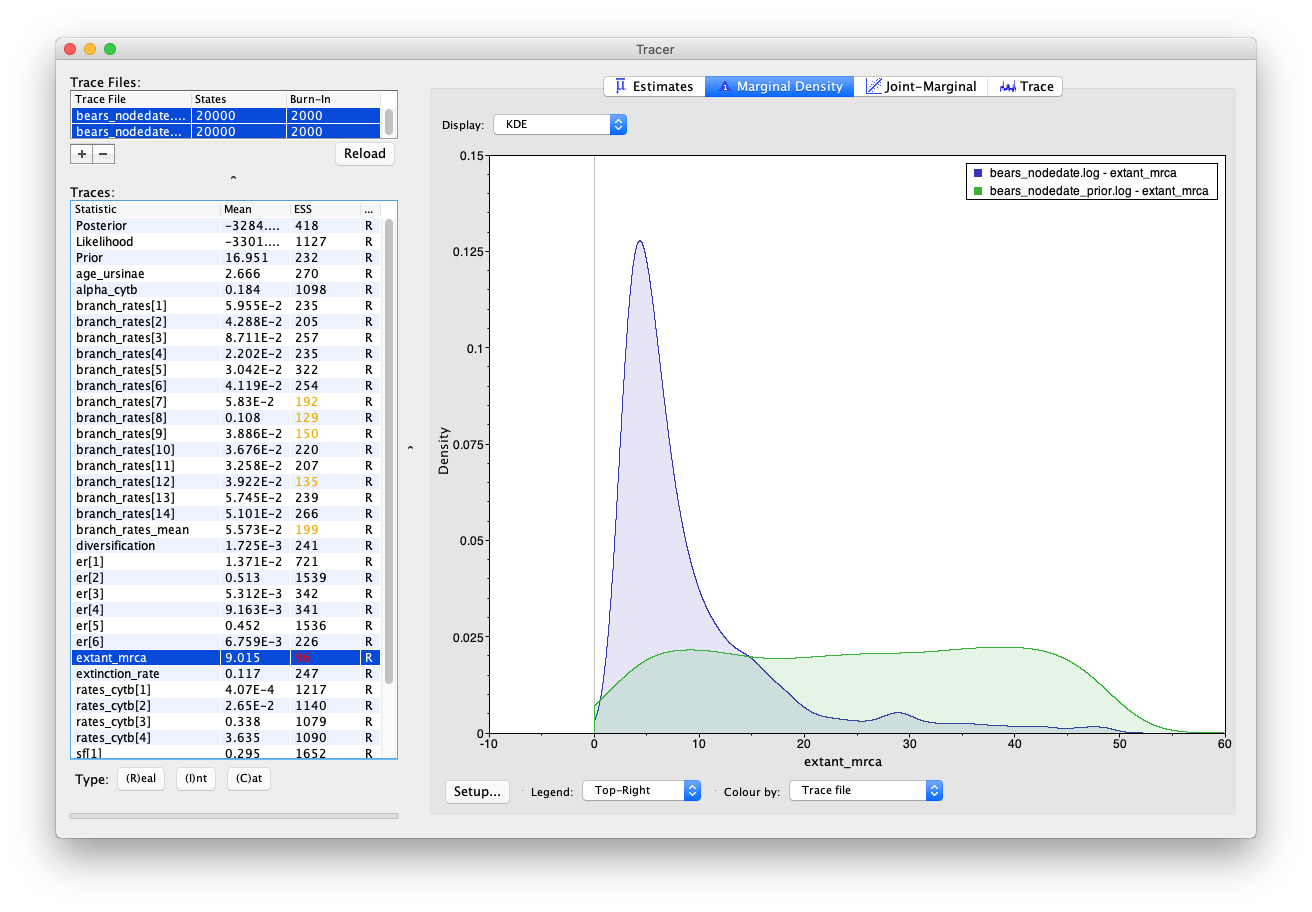 Tracer
Trace Files:
Trace File States Burn-In
bears_nodedate.... 20000 2000
bears_nodedate... 20000 2000
+ − Reload
Traces:
Statistic Mean ESS ...
Posterior −3284.... 418 R
Likelihood −3301.... 1127 R
Prior 16.951 232 R
age_ursinae 2.666 270 R
alpha_cytb 0.184 1098 R
branch_rates[1] 5.955E−2 235 R
branch_rates[2] 4.288E−2 205 R
branch_rates[3] 8.711E−2 257 R
branch_rates[4] 2.202E−2 235 R
branch_rates[5] 3.042E−2 322 R
branch_rates[6] 4.119E−2 254 R
branch_rates[7] 5.83E−2 192 R
branch_rates[8] 0.108 129 R
branch_rates[9] 3.886E−2 150 R
branch_rates[10] 3.676E−2 220 R
branch_rates[11] 3.258E−2 207 R
branch_rates[12] 3.922E−2 135 R
branch_rates[13] 5.745E−2 239 R
branch_rates[14] 5.101E−2 266 R
branch_rates_mean 5.573E−2 199 R
diversification 1.725E−3 241 R
er[1] 1.371E−2 721 R
er[2] 0.513 1539 R
er[3] 5.312E−3 342 R
er[4] 9.163E−3 341 R
er[5] 0.452 1536 R
er[6] 6.759E−3 226 R
extant_mrca 9.015 R
extinction_rate 0.117 247 R
rates_cytb[1] 4.07E−4 1217 R
rates_cytb[2] 2.65E−2 1140 R
rates_cytb[3] 0.338 1079 R
rates_cytb[4] 3.635 1090 R
sf[1] 0.295 1652 R
Type: (R)eal (I)nt (C)at
Estimates Marginal Density Joint-Marginal Trace
Display: KDE
bears_nodedate.log - extant_mrca
bears_nodedate_prior.log - extant_mrca
0.15
0.125
0.1
0.075
0.05
0.025
0
Density
-10 0 10 20 30 40 50 60
extant_mrca
Setup... Legend: Top-Right Colour by: Trace file